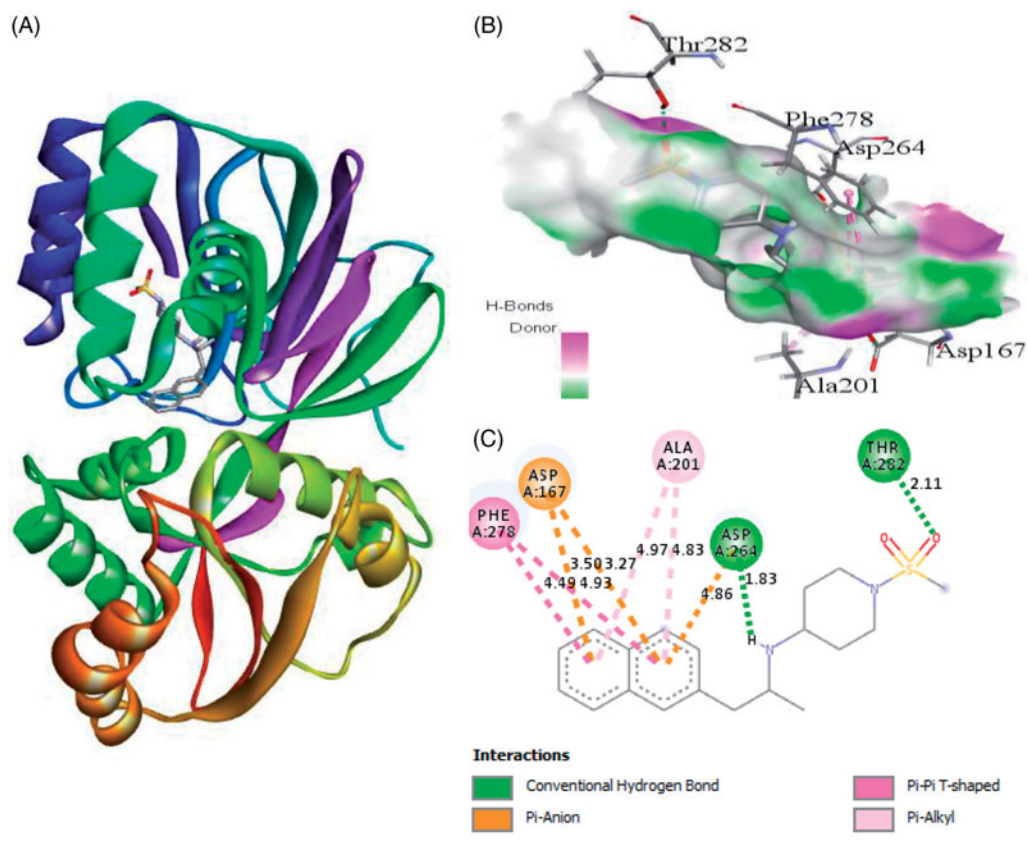 (A)
(B)
Thr282
Phe278
Asp264
H-Bonds
Donor
Asp167
Ala201
(C)
ALA
A:201
THR
A:282
ASP
A:167
PHE
A:278
ASP
A:264
2.11
3.50 3.27
4.97 4.83
4.49 4.93
1.83
4.86
O
O
S
N
H
N
Interactions
Conventional Hydrogen Bond
Pi-Anion
Pi-Pi T-shaped
Pi-Alkyl